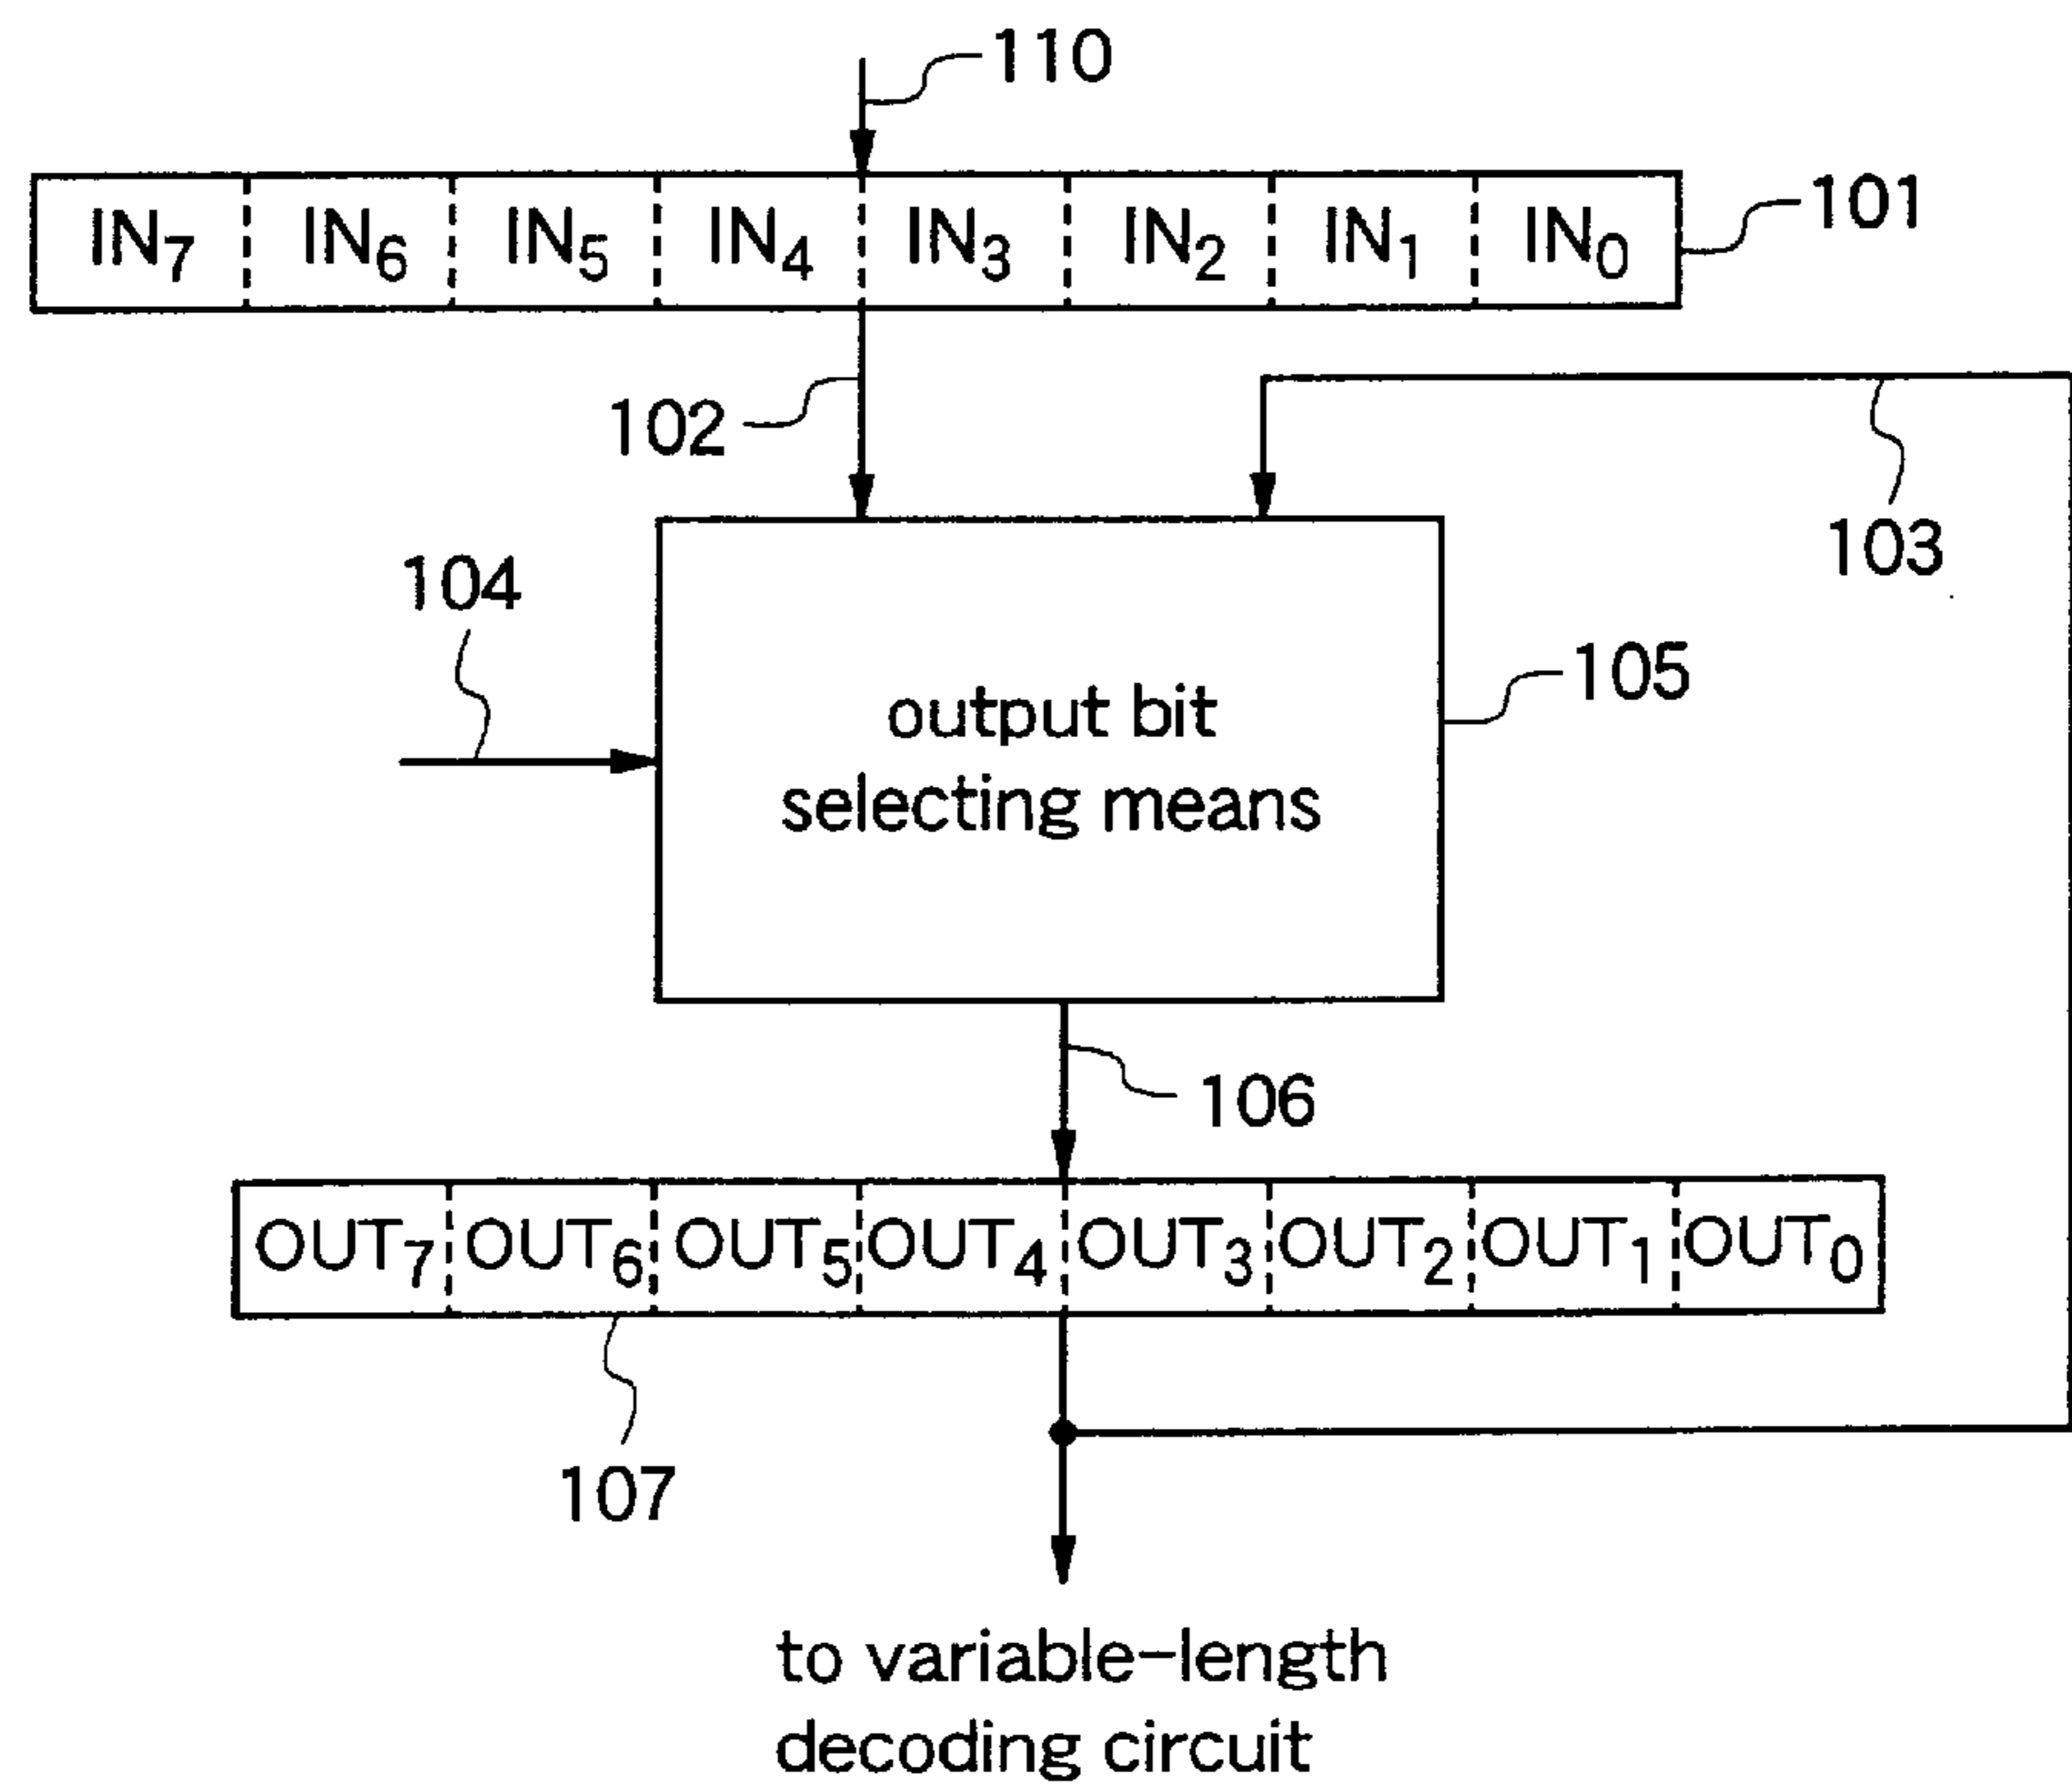 110
IN7 IN6 IN5 IN4 IN3 IN2 IN1 IN0
101
102
103
104
105
output bit
selecting means
106
OUT7 OUT6 OUT5 OUT4 OUT3 OUT2 OUT1 OUT0
107
to variable-length
decoding circuit